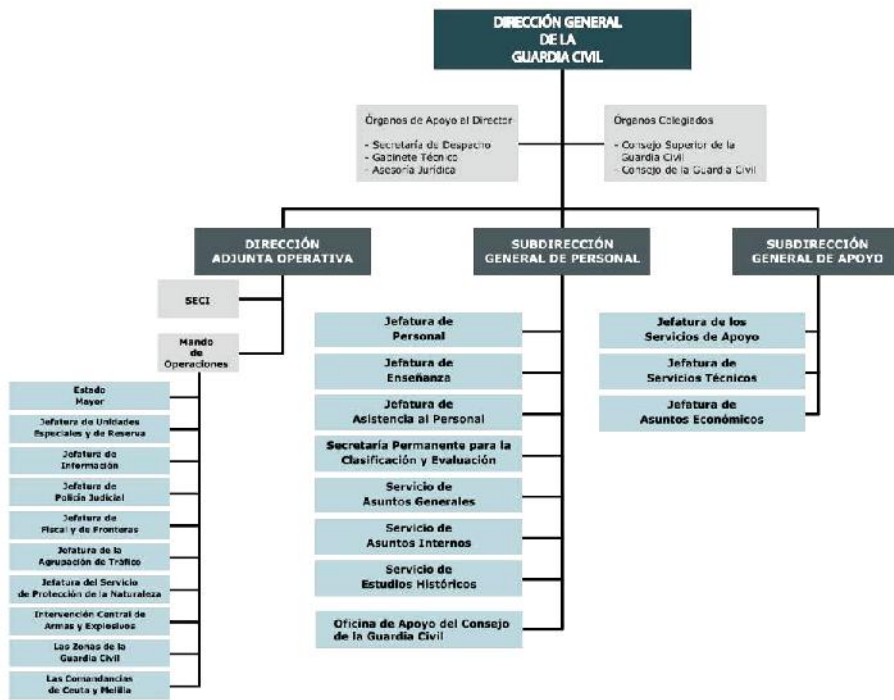 DIRECCIÓN GENERAL
DE LA
GUARDIA CIVIL
Órganos de Apoyo al Director
- Secretaría de Despacho
- Gabinete Técnico
- Asesoría Jurídica
Órganos Colegiados
- Consejo Superior de la
Guardia Civil
- Consejo de la Guardia Civil
DIRECCIÓN
ADJUNTA OPERATIVA
SECI
Mando
de
Operaciones
Estado
Mayor
Jefatura de Unidades
Especiales y de Reserva
Jefatura de
Información
Jefatura de
Policía Judicial
Jefatura de
Fiscal y de Fronteras
Jefatura de la
Agrupación de Tráfico
Jefatura del Servicio
de Protección de la Naturaleza
Intervención Central de
Armas y Explosivos
Las Zonas de la
Guardia Civil
Las Comandancias
de Ceuta y Melilla
SUBDIRECCIÓN
GENERAL DE PERSONAL
Jefatura de
Personal
Jefatura de
Enseñanza
Jefatura de
Asistencia al Personal
Secretaría Permanente para la
Clasificación y Evaluación
Servicio de
Asuntos Generales
Servicio de
Asuntos Internos
Servicio de
Estudios Históricos
Oficina de Apoyo del Consejo
de la Guardia Civil
SUBDIRECCIÓN
GENERAL DE APOYO
Jefatura de los
Servicios de Apoyo
Jefatura de
Servicios Técnicos
Jefatura de
Asuntos Económicos